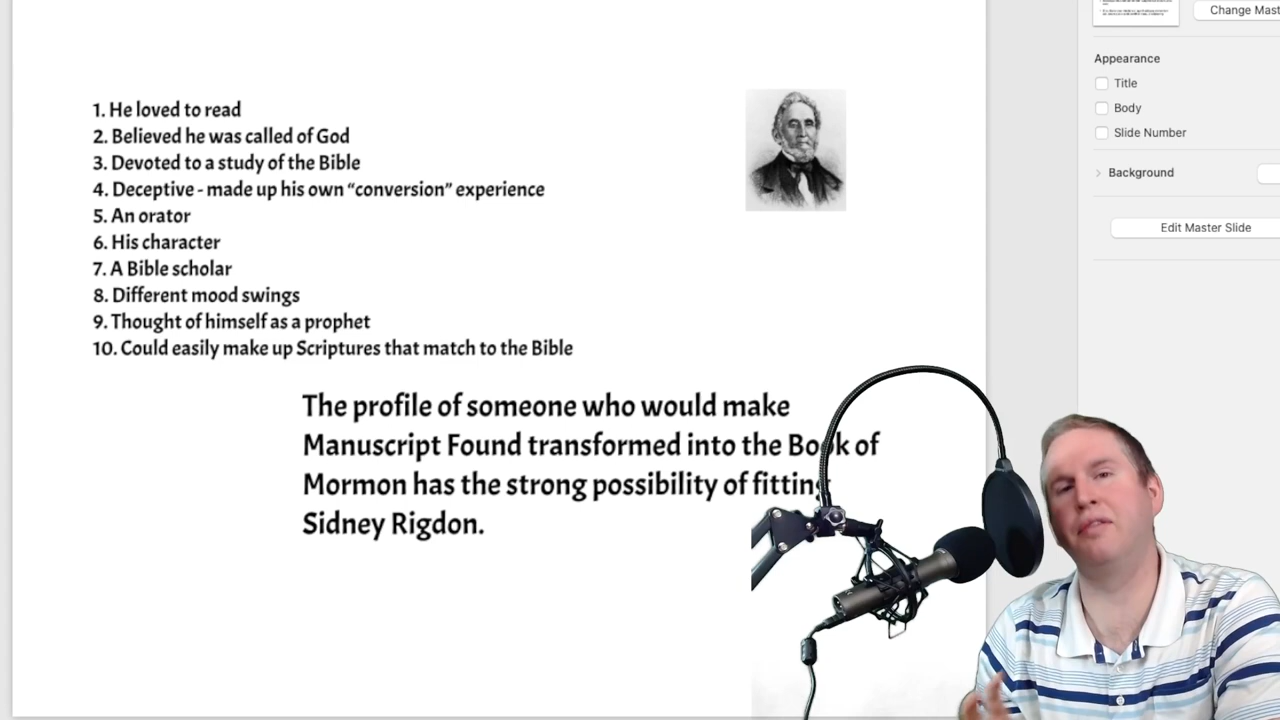 Change Mast
Appearance
Title
Body
Slide Number
Background
Edit Master Slide
1. He loved to read
2. Believed he was called of God
3. Devoted to a study of the Bible
4. Deceptive - made up his own “conversion” experience
5. An orator
6. His character
7. A Bible scholar
8. Different mood swings
9. Thought of himself as a prophet
10. Could easily make up Scriptures that match to the Bible
The profile of someone who would make
Manuscript Found transformed into the Book of
Mormon has the strong possibility of fitting
Sidney Rigdon.